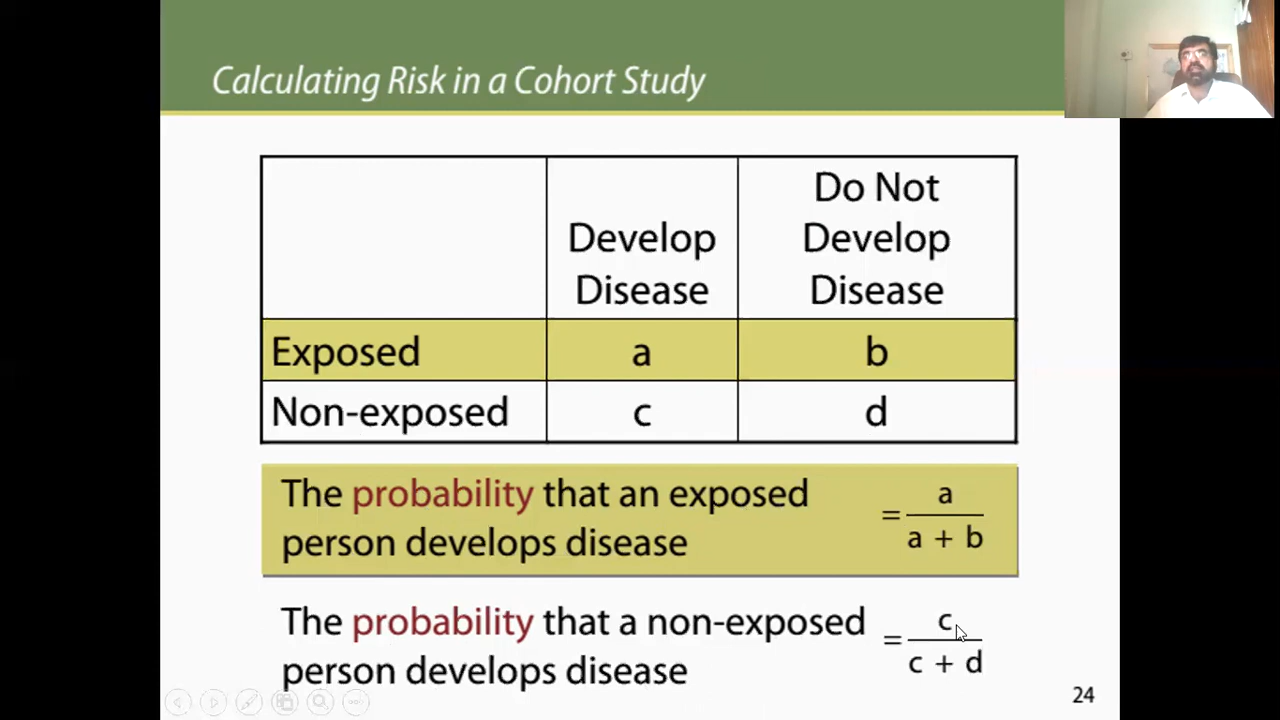 Calculating Risk in a Cohort Study
Do Not
Develop Develop
Disease Disease
Exposed a b
Non-exposed c d
The probability that an exposed = a
person develops disease a + b
The probability that a non-exposed = c
person develops disease c + d
24